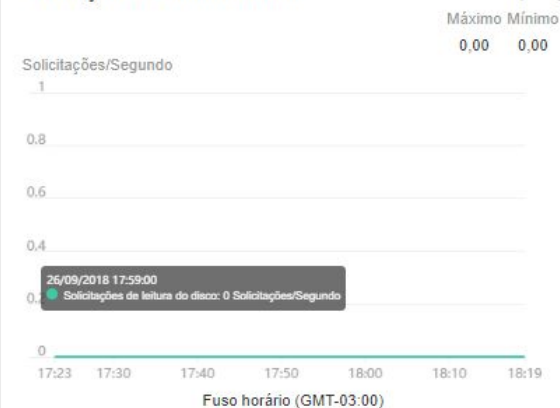 Máximo Mínimo
0,00 0,00
Solicitações/Segundo
1
0.8
0.6
0.4
26/09/2018 17:59:00
Solicitações de leitura do disco: 0 Solicitações/Segundo
0
17:23 17:30 17:40 17:50 18:00 18:10 18:19
Fuso horário (GMT-03:00)